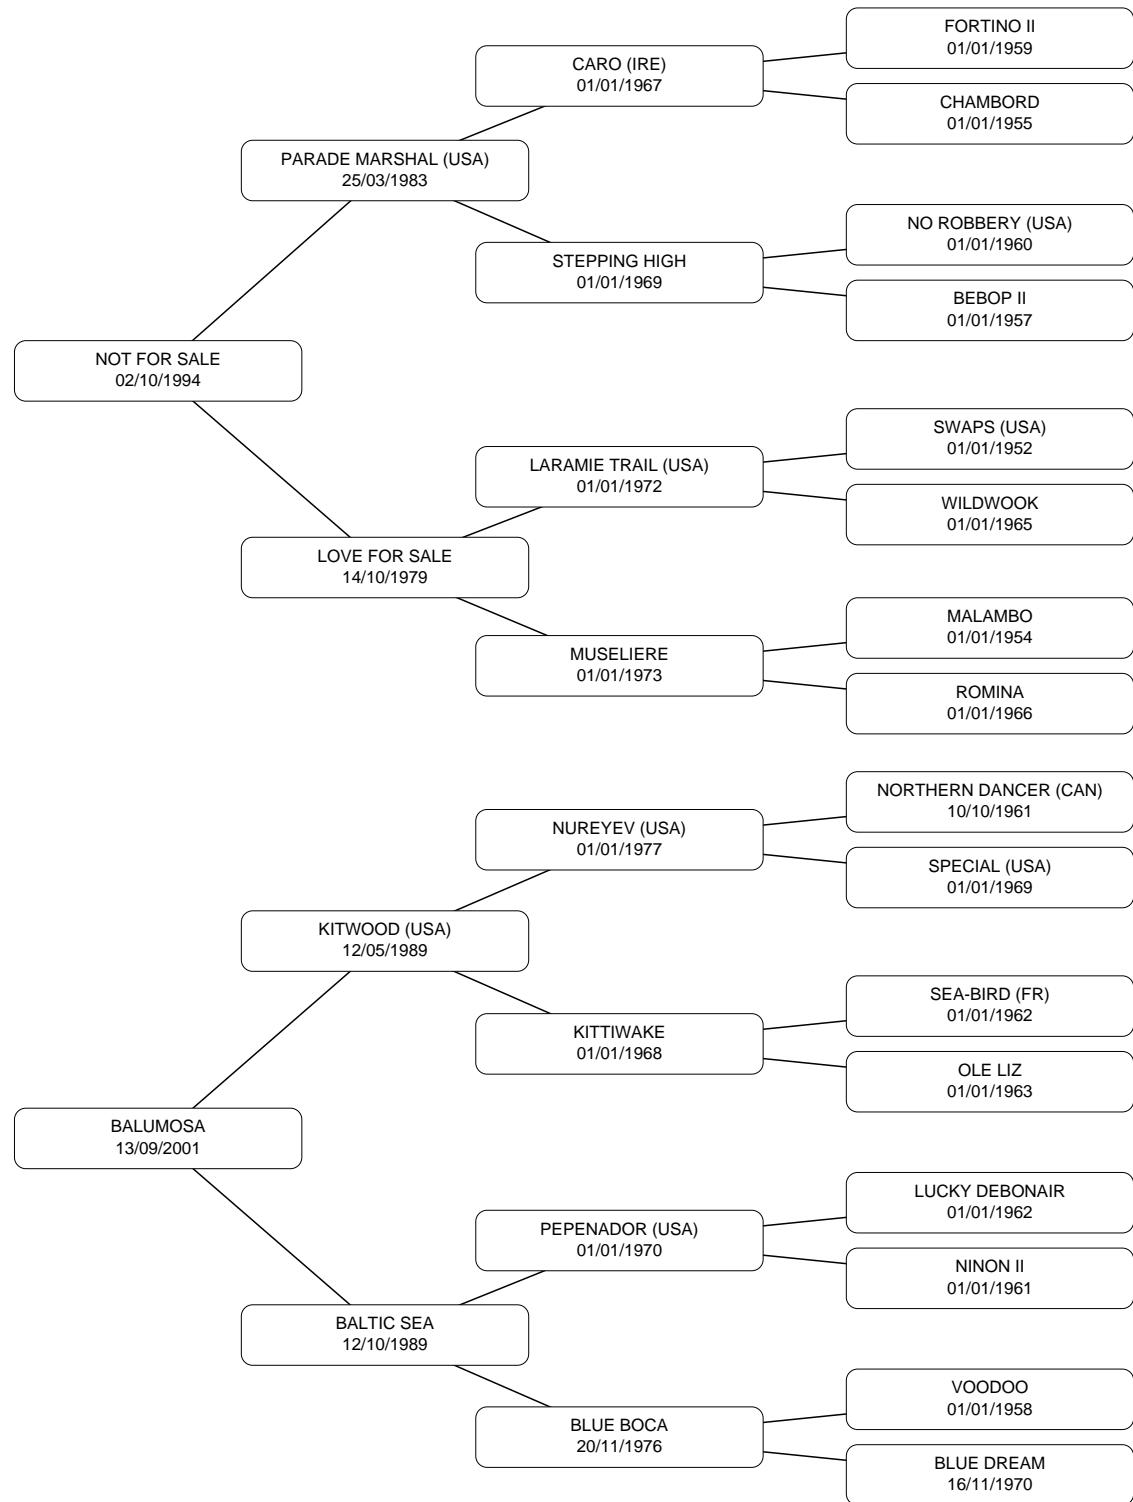 FORTINO II
01/01/1959
CARO (IRE)
01/01/1967
CHAMBORD
01/01/1955
PARADE MARSHAL (USA)
25/03/1983
NO ROBBERY (USA)
01/01/1960
STEPPING HIGH
01/01/1969
BEBOP II
01/01/1957
NOT FOR SALE
02/10/1994
SWAPS (USA)
01/01/1952
LARAMIE TRAIL (USA)
01/01/1972
WILDWOOK
01/01/1965
LOVE FOR SALE
14/10/1979
MALAMBO
01/01/1954
MUSELIERE
01/01/1973
ROMINA
01/01/1966
NORTHERN DANCER (CAN)
10/10/1961
NUREYEV (USA)
01/01/1977
SPECIAL (USA)
01/01/1969
KITWOOD (USA)
12/05/1989
SEA-BIRD (FR)
01/01/1962
KITTIWAKE
01/01/1968
OLE LIZ
01/01/1963
BALUMOSA
13/09/2001
LUCKY DEBONAIR
01/01/1962
PEPENADOR (USA)
01/01/1970
NINON II
01/01/1961
BALTIC SEA
12/10/1989
VOODOO
01/01/1958
BLUE BOCA
20/11/1976
BLUE DREAM
16/11/1970